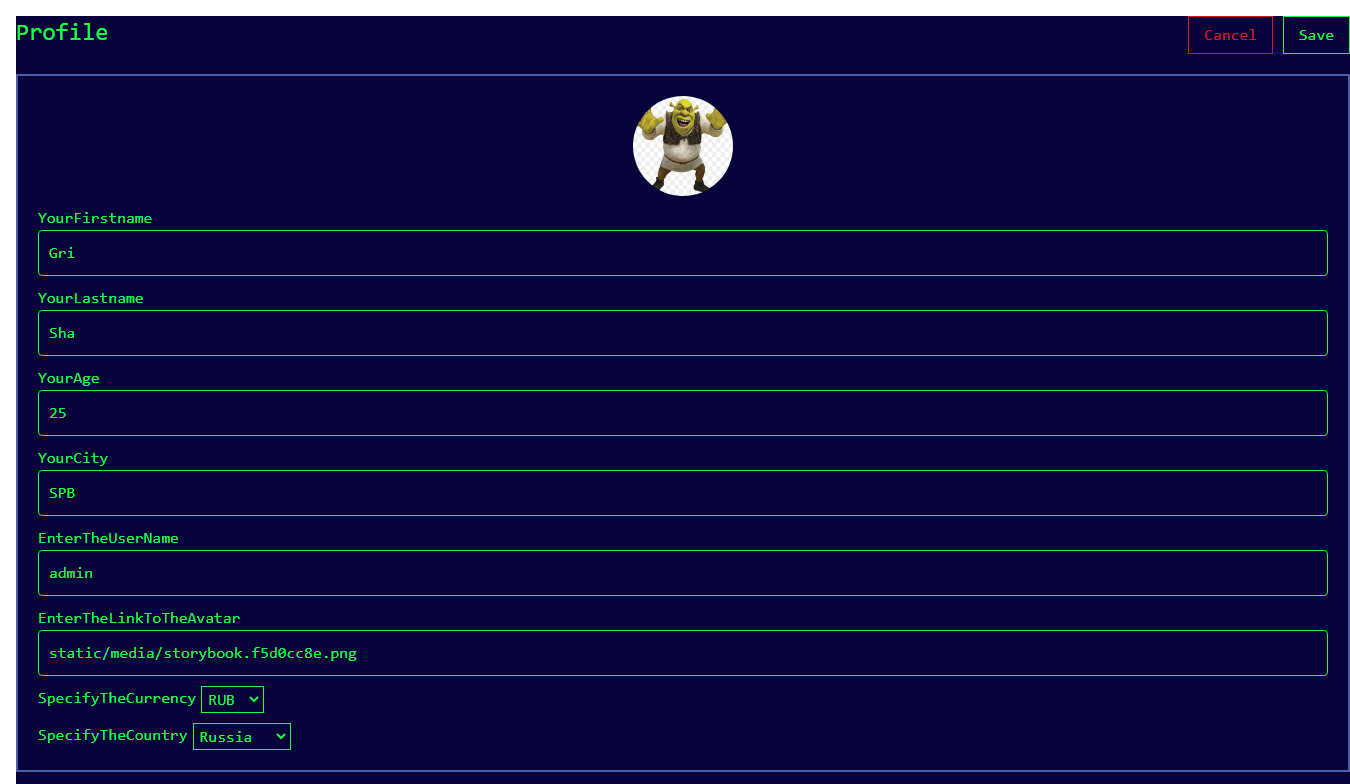 Profile
Cancel
Save
YourFirstname
Gri
YourLastname
Sha
YourAge
25
YourCity
SPB
EnterTheUserName
admin
EnterTheLinkToTheAvatar
static/media/storybook.f5d0cc8e.png
SpecifyTheCurrency RUB
SpecifyTheCountry Russia